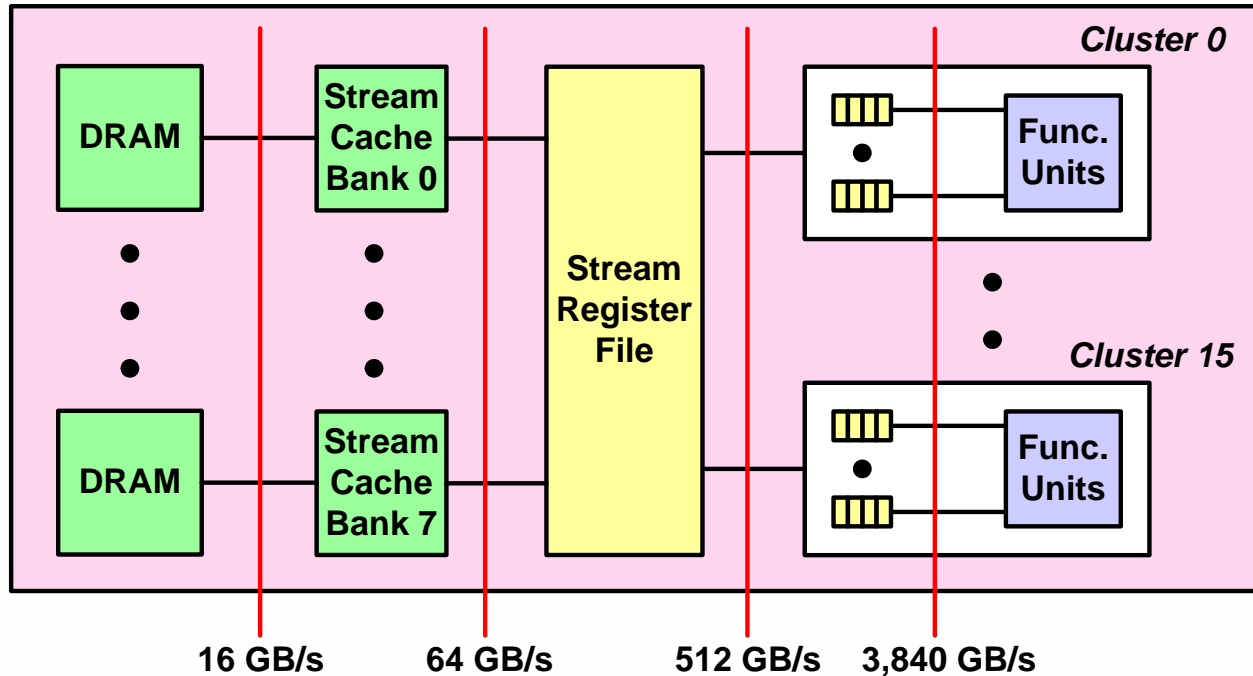 Cluster 0
DRAM
Stream
Cache
Bank 0
Func.
Units
Stream
Register
File
Cluster 15
DRAM
Stream
Cache
Bank 7
Func.
Units
16 GB/s
64 GB/s
512 GB/s
3,840 GB/s